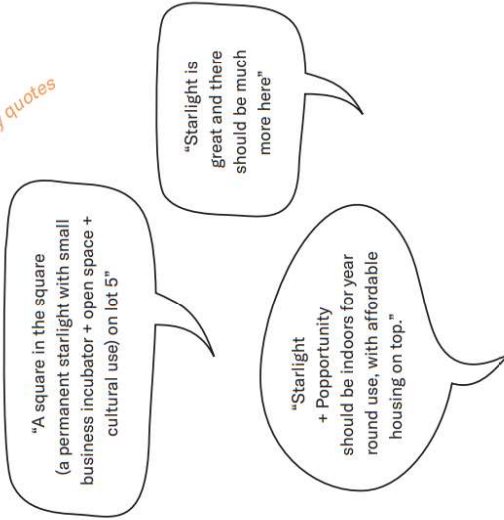 quotes
“A square in the square
(a permanent starlight with small
business incubator + open space +
cultural use) on lot 5”
“Starlight is
great and there
should be much
more here”
“Starlight
+ Popportunity
should be indoors for year
round use, with affordable
housing on top.”